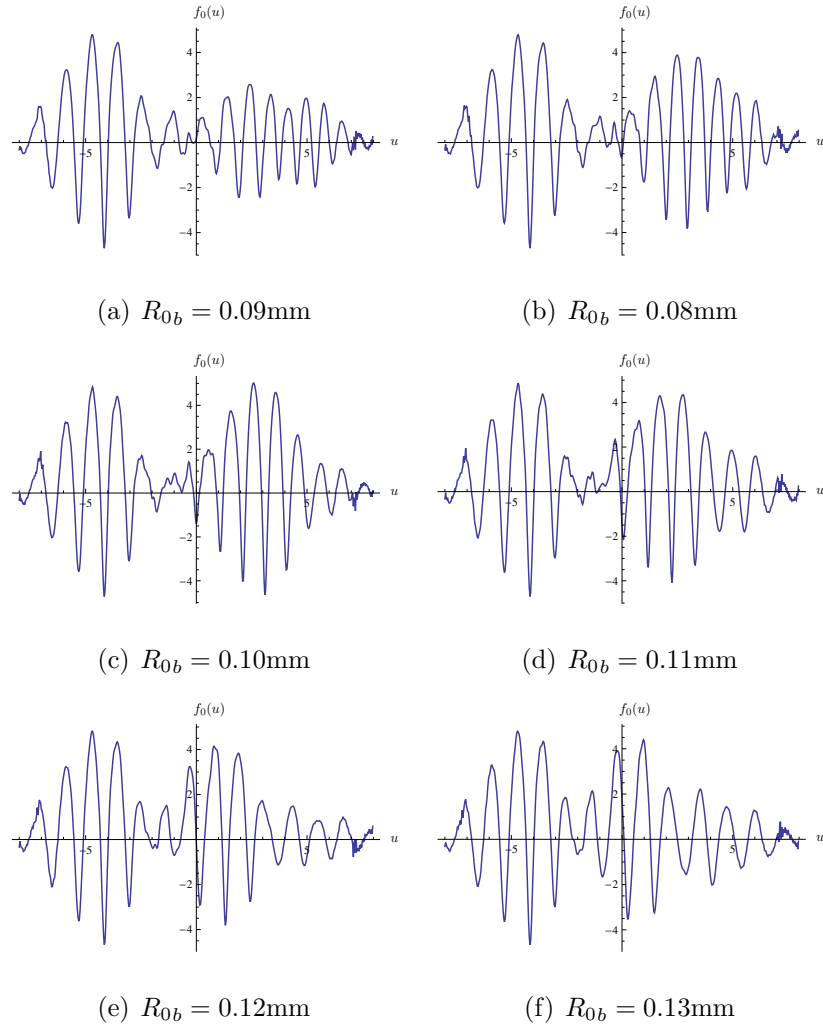 f₀(u) f₀(u)
4 4
2 2
-5 5 u -5 5 u
-2 -2
-4 -4
(a) R₀b = 0.09mm (b) R₀b = 0.08mm
f₀(u) f₀(u)
4 4
2 2
-5 5 u -5 5 u
-2 -2
-4 -4
(c) R₀b = 0.10mm (d) R₀b = 0.11mm
f₀(u) f₀(u)
4 4
2 2
-5 5 u -5 5 u
-2 -2
-4 -4
(e) R₀b = 0.12mm (f) R₀b = 0.13mm